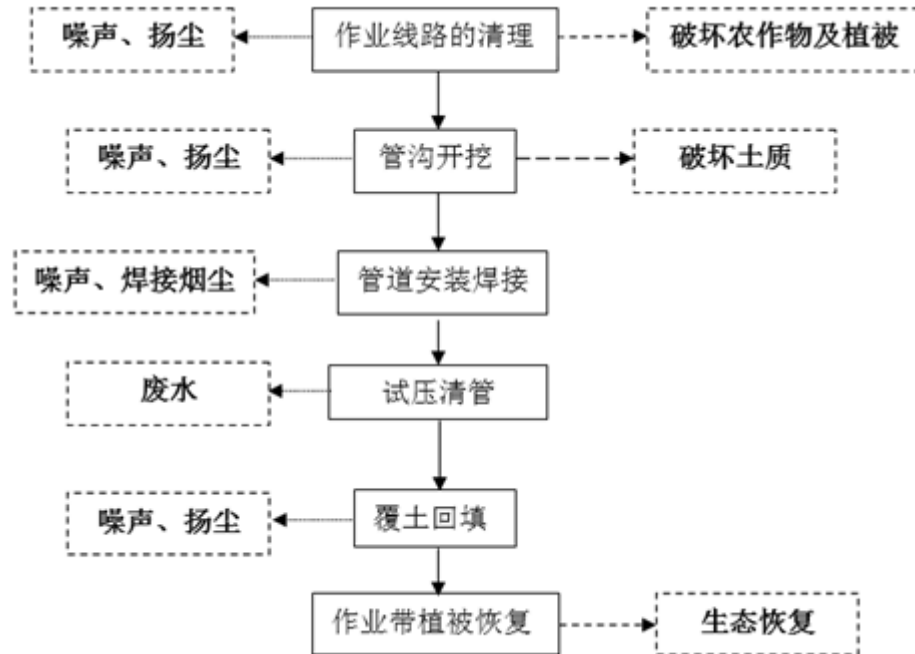 噪声、扬尘
作业线路的清理
破坏农作物及植被
噪声、扬尘
管沟开挖
破坏土质
噪声、焊接烟尘
管道安装焊接
废水
试压清管
噪声、扬尘
覆土回填
作业带植被恢复
生态恢复